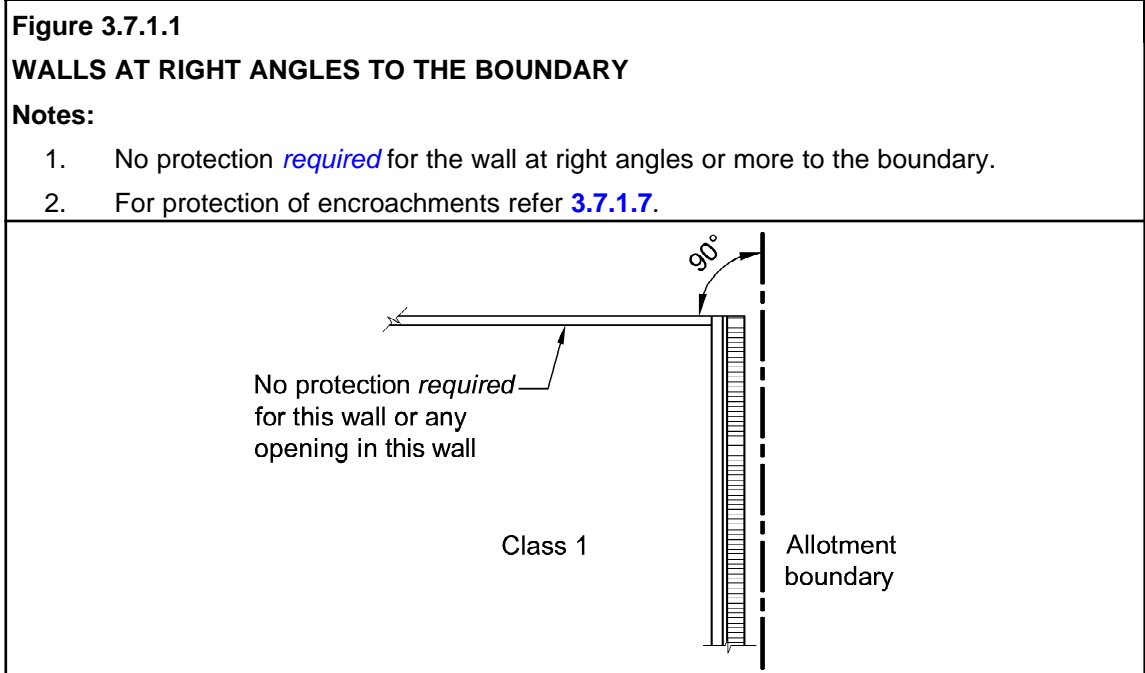 Figure 3.7.1.1
WALLS AT RIGHT ANGLES TO THE BOUNDARY
Notes:
1. No protection required for the wall at right angles or more to the boundary.
2. For protection of encroachments refer 3.7.1.7.
90°
No protection required
for this wall or any
opening in this wall
Class 1
Allotment
boundary